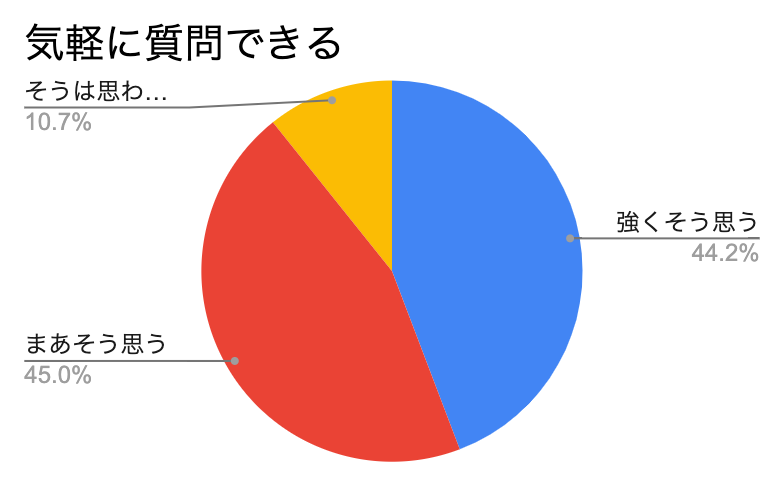 気軽に質問できる
そうは思わ…
10.7%
強くそう思う
44.2%
まあそう思う
45.0%